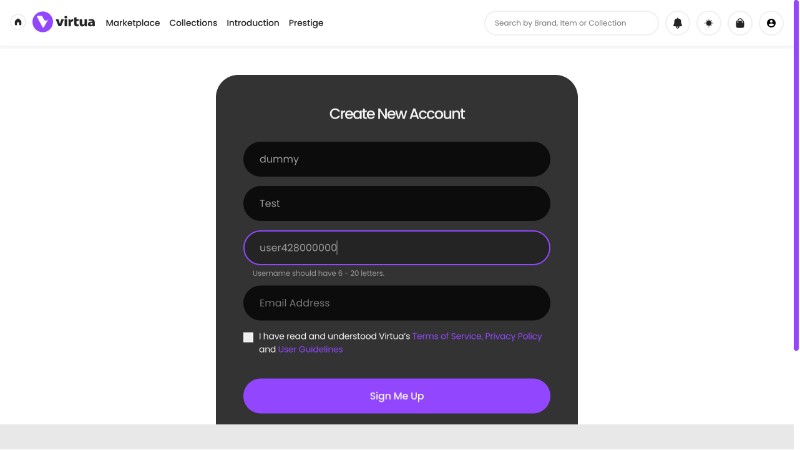 virtua Marketplace Collections Introduction Prestige Search by Brand, Item or Collection
Create New Account
dummy
Test
user428000000
Username should have 6 - 20 letters.
Email Address
I have read and understood Virtua's Terms of Service, Privacy Policy
and User Guidelines
Sign Me Up